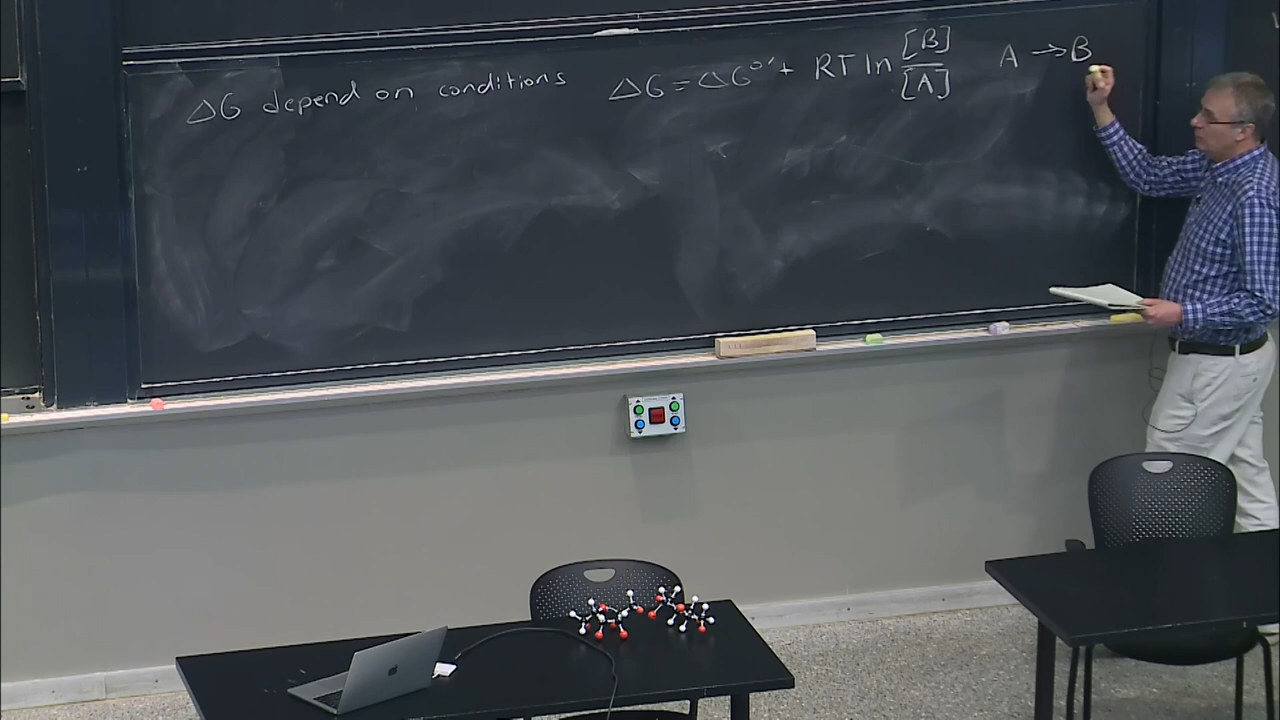 ΔG depend on conditions ΔG = ΔG°' + RT ln [B]/[A] A → B